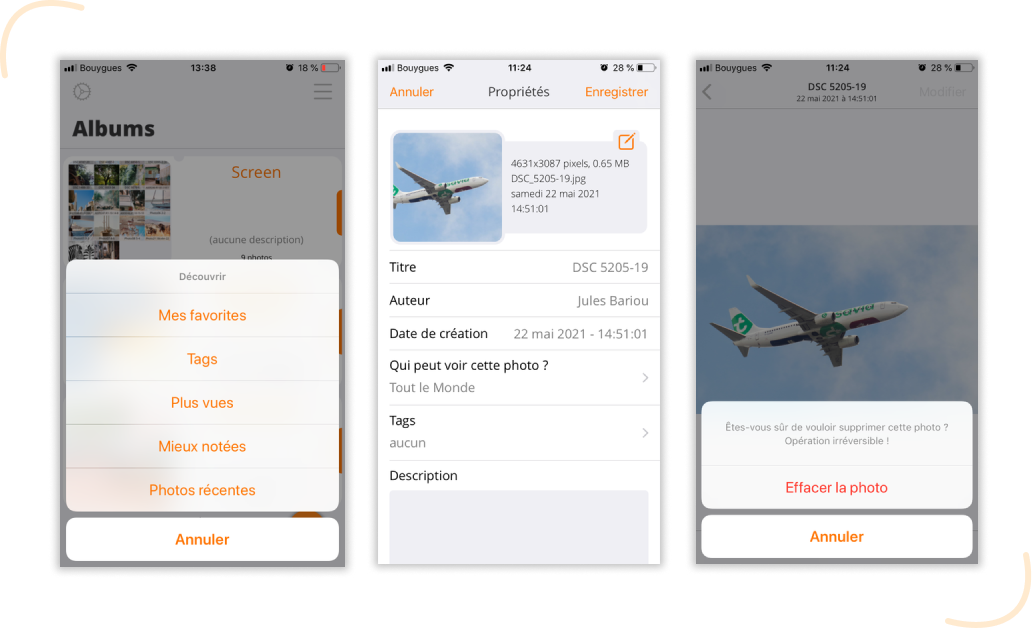 Bouygues
13:38
18 %
Albums
Screen
(aucune description)
9 photos
Découvrir
Mes favorites
Tags
Plus vues
Mieux notées
Photos récentes
Annuler
Bouygues
11:24
28 %
Annuler
Propriétés
Enregistrer
4631x3087 pixels, 0.65 MB
DSC_5205-19.jpg
samedi 22 mai 2021
14:51:01
Titre
DSC 5205-19
Auteur
Jules Bariou
Date de création
22 mai 2021 - 14:51:01
Qui peut voir cette photo ?
Tout le Monde
Tags
aucun
Description
Bouygues
11:24
28 %
DSC 5205-19
22 mai 2021 à 14:51:01
Modifier
Êtes-vous sûr de vouloir supprimer cette photo ?
Opération irréversible !
Effacer la photo
Annuler